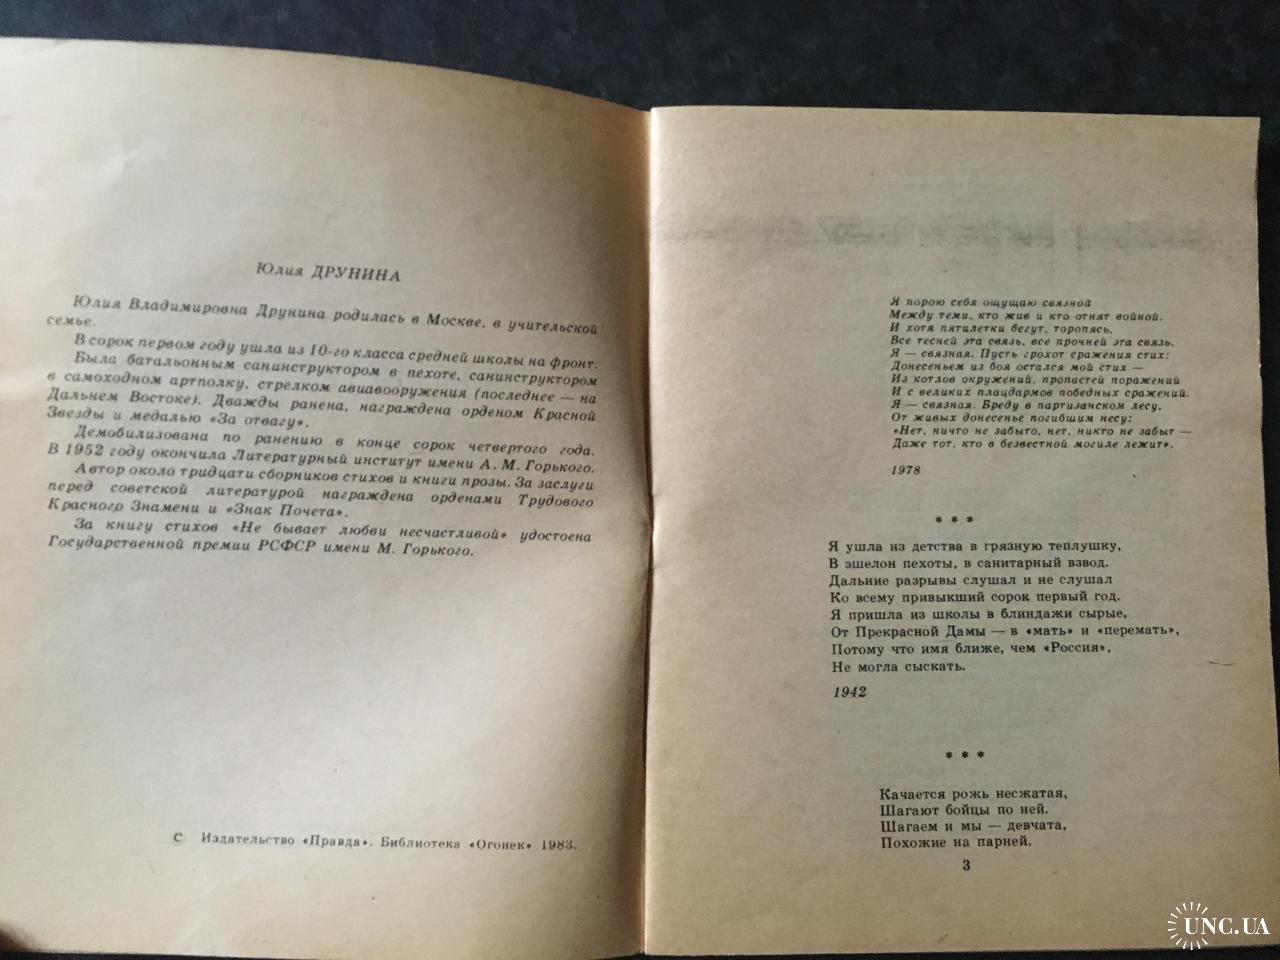 Юлия ДРУНИНА
Юлия Владимировна Друнина родилась в Москве, в учительской
семье.
В сорок первом году ушла из 10-го класса средней школы на фронт.
Была батальонным санинструктором в пехоте, санинструктором
в самоходном артполку, стрелком авиавооружения (последнее — на
Дальнем Востоке). Дважды ранена, награждена орденом Красной
Звезды и медалью «За отвагу».
Демобилизована по ранению в конце сорок четвертого года.
В 1952 году окончила Литературный институт имени А. М. Горького.
Автор около тридцати сборников стихов и книги прозы. За заслуги
перед советской литературой награждена орденами Трудового
Красного Знамени и «Знак Почета».
За книгу стихов «Не бывает любви несчастливой» удостоена
Государственной премии РСФСР имени М. Горького.
С Издательство «Правда». Библиотека «Огонек» 1983.
Я порою себя ощущаю связной
Между теми, кто жив и кто отнят войной.
И хотя пятилетки бегут, торопясь,
Все тесней эта связь, все прочней эта связь.
Я — связная. Пусть грохот сражения стих:
Донесеньем из боя остался мой стих —
Из котлов окружений, пропастей поражений
И с великих плацдармов победных сражений.
Я — связная. Бреду в партизанском лесу,
От живых донесенье погибшим несу:
«Нет, ничто не забыто, нет, никто не забыт —
Даже тот, кто в безвестной могиле лежит».
1978
* * *
Я ушла из детства в грязную теплушку,
В эшелон пехоты, в санитарный взвод.
Дальние разрывы слушал и не слушал
Ко всему привыкший сорок первый год.
Я пришла из школы в блиндажи сырые,
От Прекрасной Дамы — в «мать» и «перемать»,
Потому что имя ближе, чем «Россия»,
Не могла сыскать.
1942
* * *
Качается рожь несжатая,
Шагают бойцы по ней.
Шагаем и мы — девчата,
Похожие на парней.
3
UNC.UA